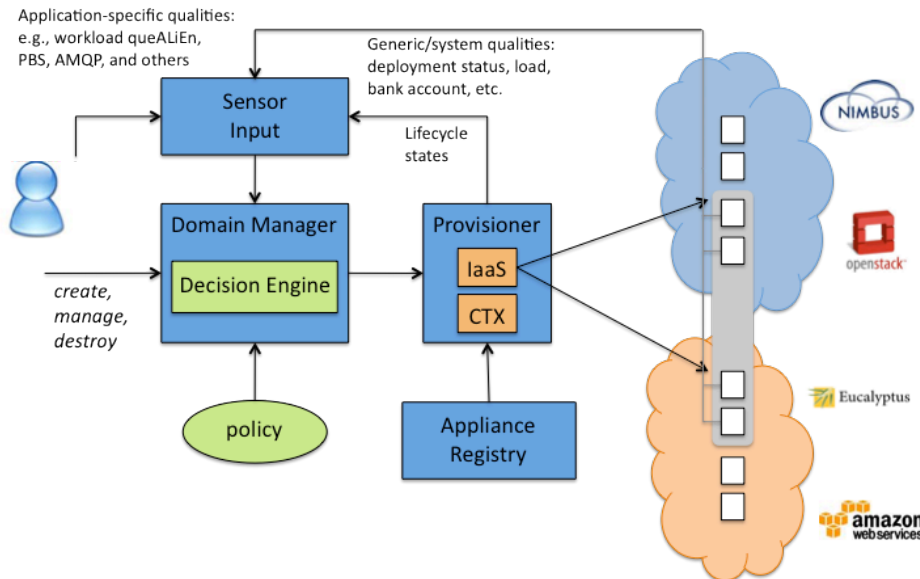 Application-specific qualities:
e.g., workload queALiEn,
PBS, AMQP, and others
Generic/system qualities:
deployment status, load,
bank account, etc.
Sensor
Input
Lifecycle
states
NIMBUS
Domain Manager
Decision Engine
Provisioner
IaaS
CTX
openstack
create,
manage,
destroy
policy
Appliance
Registry
Eucalyptus
amazon
webservices